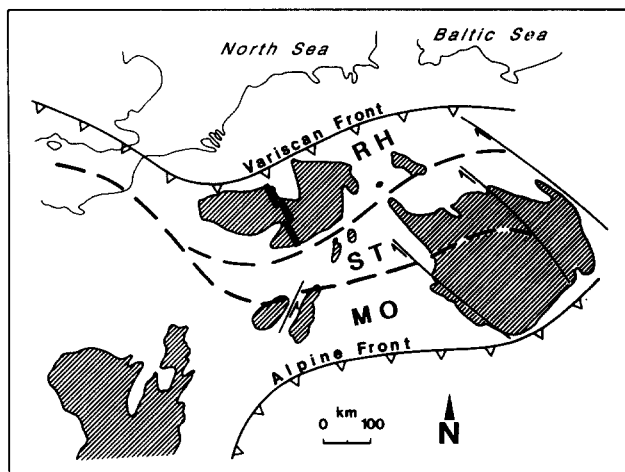 North Sea
Baltic Sea
Variscan Front
RH
ST
MO
Alpine Front
km
0 100
N